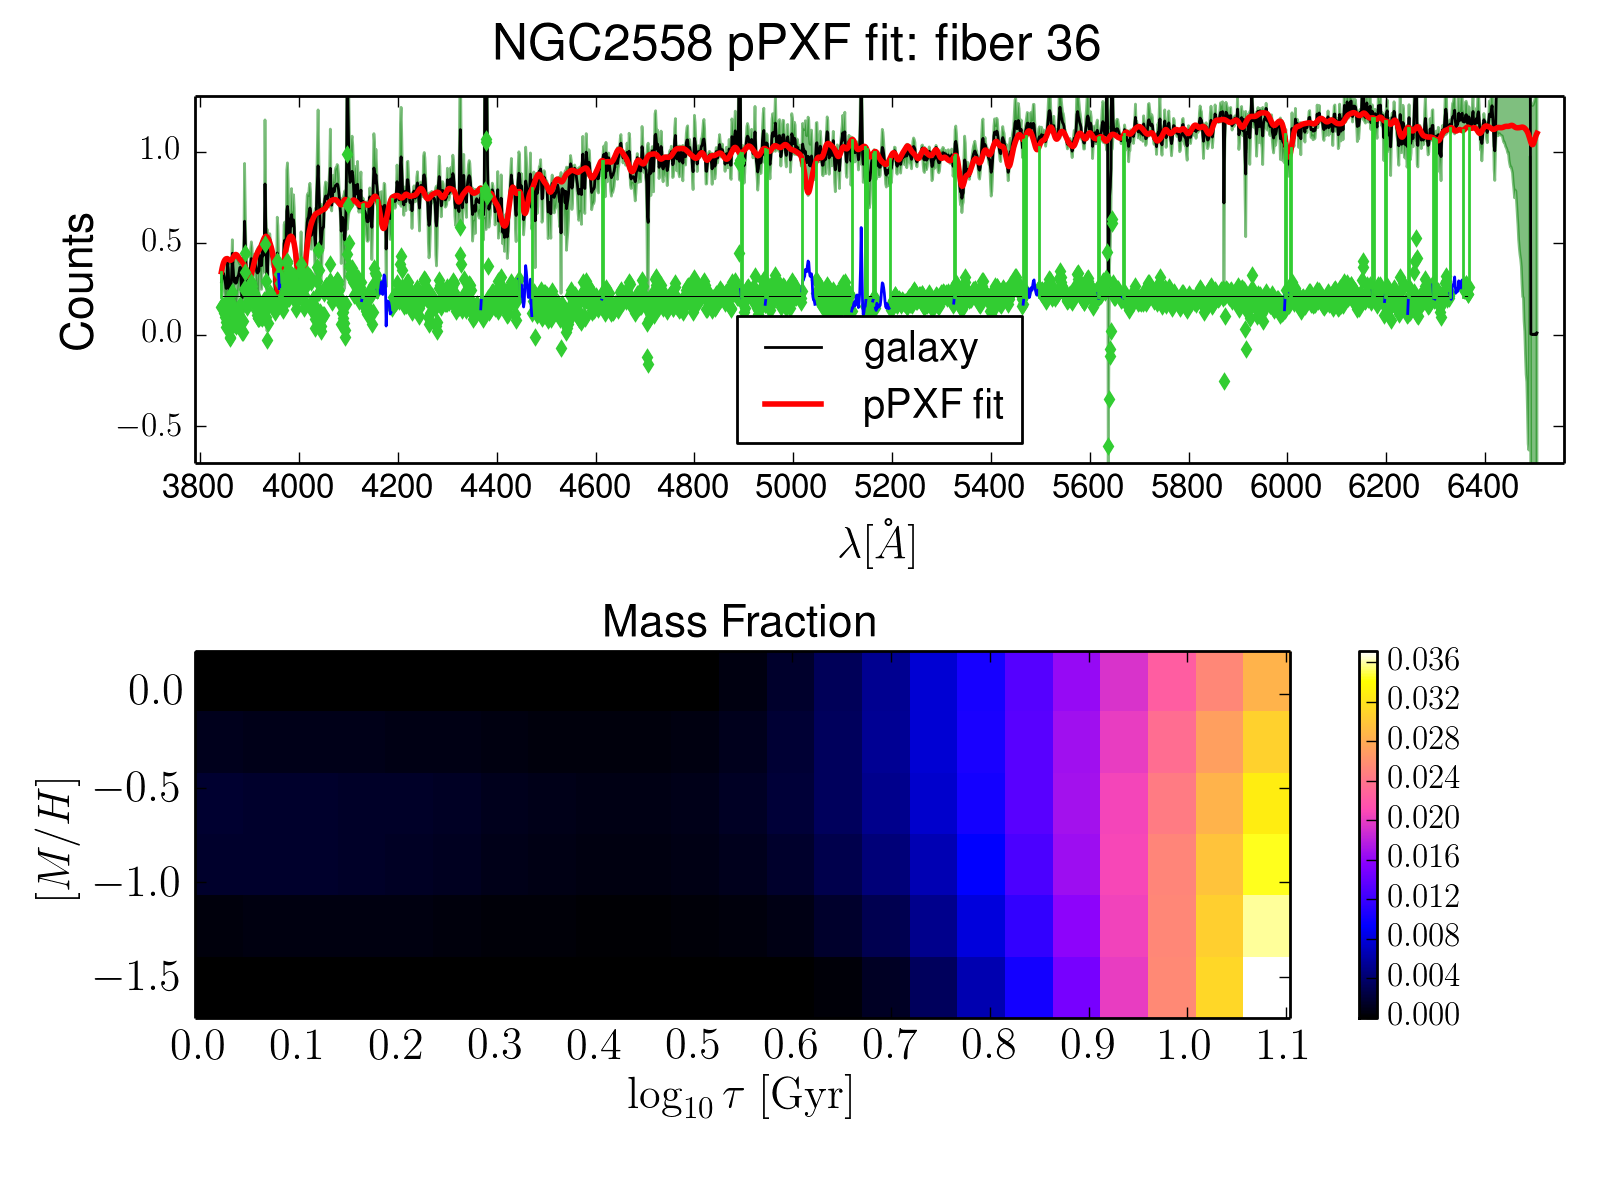 NGC2558 pPXF fit: fiber 36
Counts
1.0
0.5
0.0
−0.5
galaxy
pPXF fit
3800 4000 4200 4400 4600 4800 5000 5200 5400 5600 5800 6000 6200 6400
λ[Å]
Mass Fraction
[M/H]
0.0
−0.5
−1.0
−1.5
0.0 0.1 0.2 0.3 0.4 0.5 0.6 0.7 0.8 0.9 1.0 1.1
log₁₀ τ [Gyr]
0.036
0.032
0.028
0.024
0.020
0.016
0.012
0.008
0.004
0.000